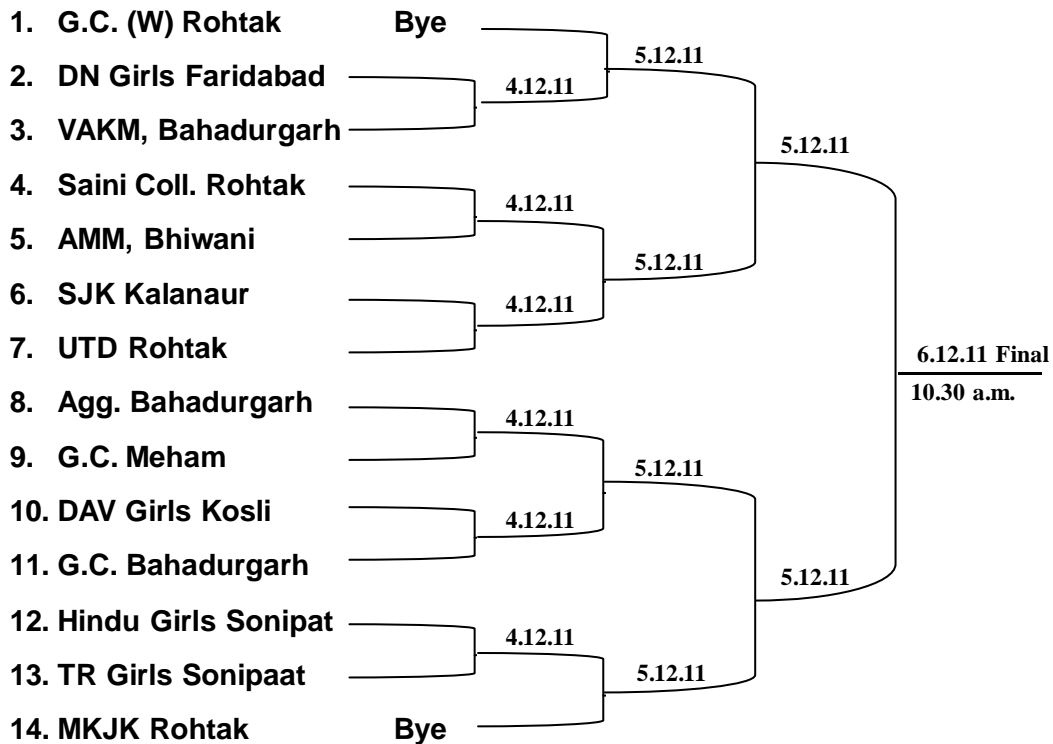 1. G.C. (W) Rohtak Bye
5.12.11
2. DN Girls Faridabad
4.12.11
3. VAKM, Bahadurgarh
5.12.11
4. Saini Coll. Rohtak
4.12.11
5. AMM, Bhiwani
5.12.11
6. SJK Kalanaur
4.12.11
7. UTD Rohtak
6.12.11 Final
10.30 a.m.
8. Agg. Bahadurgarh
4.12.11
9. G.C. Meham
5.12.11
10. DAV Girls Kosli
4.12.11
11. G.C. Bahadurgarh
5.12.11
12. Hindu Girls Sonipat
4.12.11
13. TR Girls Sonipaat
5.12.11
14. MKJK Rohtak Bye